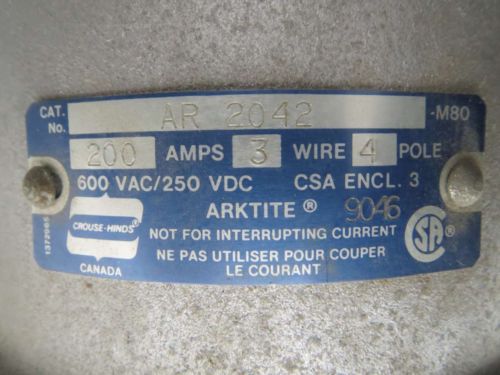 CAT. No. AR 2042 -M80
200 AMPS 3 WIRE 4 POLE
600 VAC/250 VDC CSA ENCL. 3
ARKTITE ® 9046
CROUSE-HINDS®
CANADA
NOT FOR INTERRUPTING CURRENT
NE PAS UTILISER POUR COUPER
LE COURANT
SA